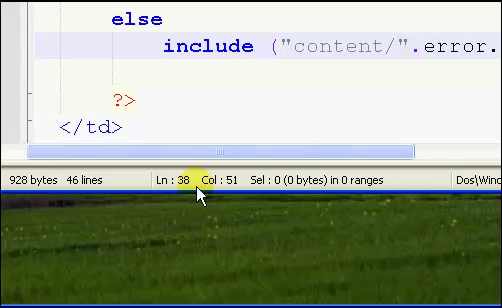 else
include ("content/".error.
?>
</td>
928 bytes 46 lines Ln : 38 Col : 51 Sel : 0 (0 bytes) in 0 ranges Dos\Winc